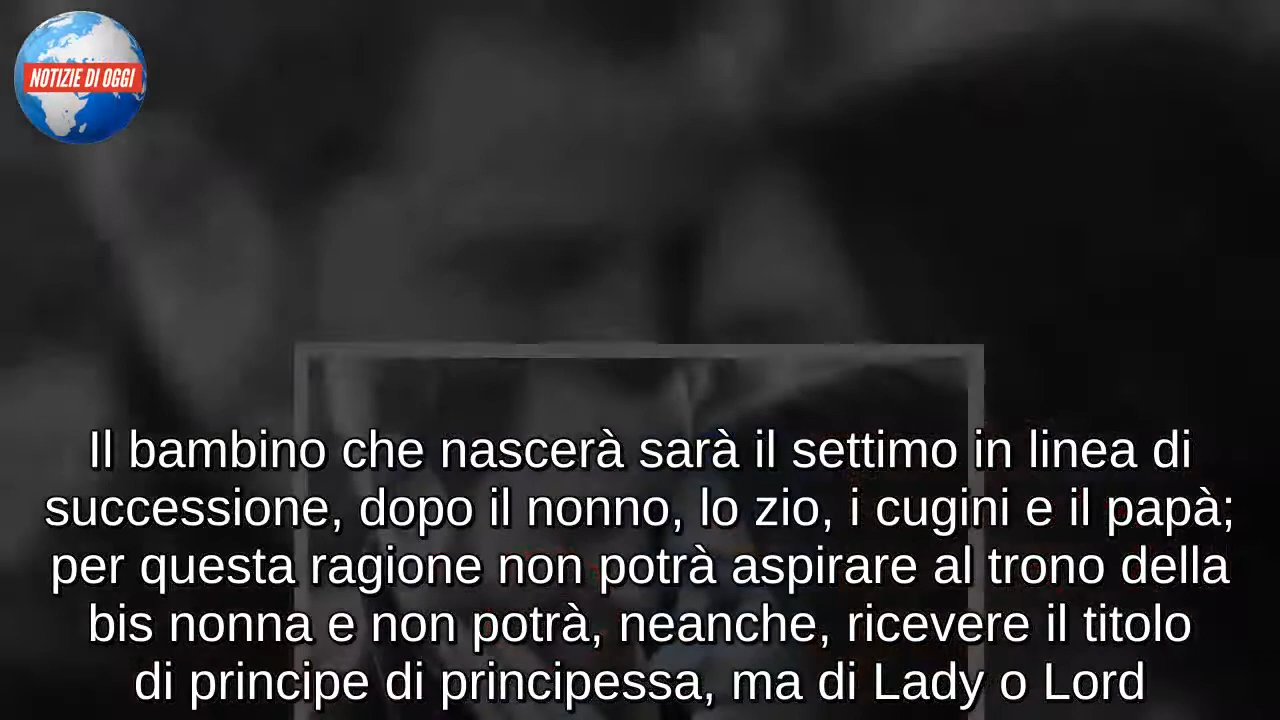 NOTIZIE DI OGGI
Il bambino che nascerà sarà il settimo in linea di
successione, dopo il nonno, lo zio, i cugini e il papà;
per questa ragione non potrà aspirare al trono della
bis nonna e non potrà, neanche, ricevere il titolo
di principe di principessa, ma di Lady o Lord